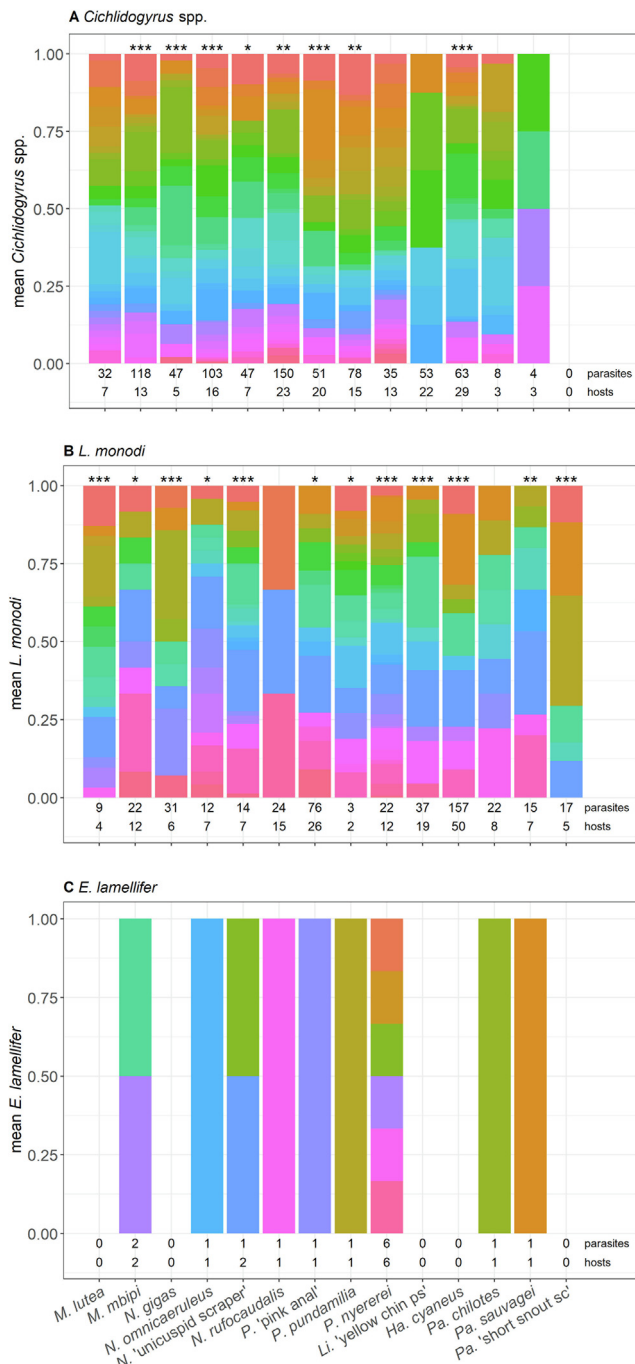 A Cichlidogyrus spp.
*** *** *** * ** *** ** ***
1.00
0.75
0.50
0.25
0.00
mean Cichlidogyrus spp.
32 118 47 103 47 150 51 78 35 53 63 8 4 0 parasites
7 13 5 16 7 23 20 15 13 22 29 3 3 0 hosts
B L. monodi
*** * *** * *** * * *** *** *** ** ***
1.00
0.75
0.50
0.25
0.00
mean L. monodi
9 22 31 12 14 24 76 3 22 37 157 22 15 17 parasites
4 12 6 7 7 15 26 2 12 19 50 8 7 5 hosts
C E. lamellifer
1.00
0.75
0.50
0.25
0.00
mean E. lamellifer
0 2 0 1 1 1 1 1 6 0 0 1 1 0 parasites
0 2 0 1 2 1 1 1 6 0 0 1 1 0 hosts
M. lutea
M. mbipi
N. gigas
N. omnicaeruleus
N. 'unicuspid scraper'
N. rufocaudalis
P. 'pink anal'
P. pundamilia
P. nyererei
Li. 'yellow chin ps'
Ha. cyaneus
Pa. chilotes
Pa. sauvagei
Pa. 'short snout sc'